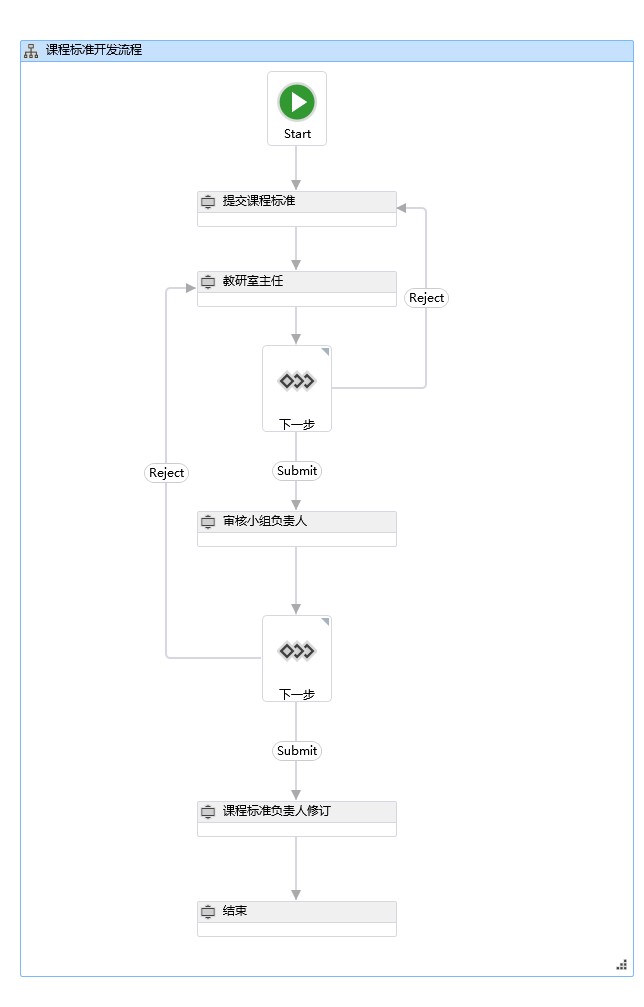 课程标准开发流程
Start
提交课程标准
教研室主任
Reject
下一步
Reject
Submit
审核小组负责人
下一步
Submit
课程标准负责人修订
结束